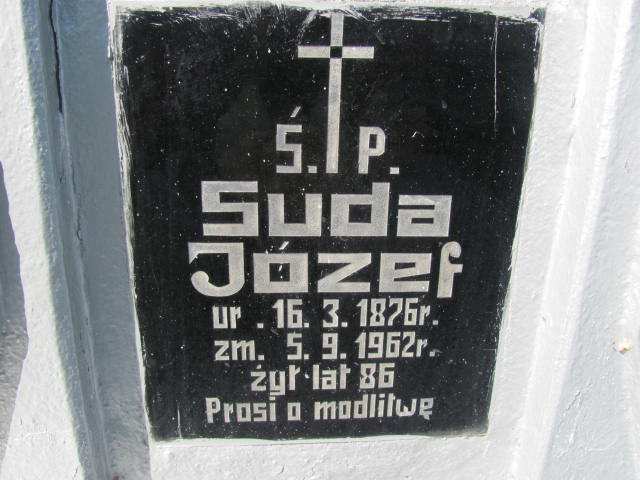 Ś. P.
Suda
Józef
ur. 16. 3. 1876r.
zm. 5. 9. 1962r.
żył lat 86
Prosi o modlitwę